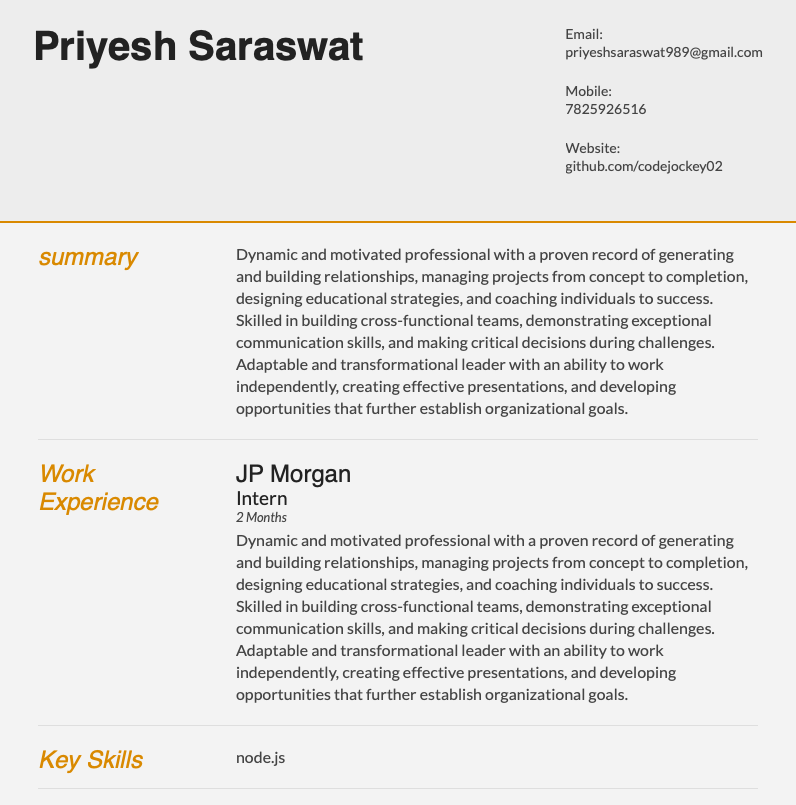 Priyesh Saraswat
Email:
priyeshsaraswat989@gmail.com
Mobile:
7825926516
Website:
github.com/codejockey02
summary
Dynamic and motivated professional with a proven record of generating
and building relationships, managing projects from concept to completion,
designing educational strategies, and coaching individuals to success.
Skilled in building cross-functional teams, demonstrating exceptional
communication skills, and making critical decisions during challenges.
Adaptable and transformational leader with an ability to work
independently, creating effective presentations, and developing
opportunities that further establish organizational goals.
Work
Experience
JP Morgan
Intern
2 Months
Dynamic and motivated professional with a proven record of generating
and building relationships, managing projects from concept to completion,
designing educational strategies, and coaching individuals to success.
Skilled in building cross-functional teams, demonstrating exceptional
communication skills, and making critical decisions during challenges.
Adaptable and transformational leader with an ability to work
independently, creating effective presentations, and developing
opportunities that further establish organizational goals.
Key Skills
node.js